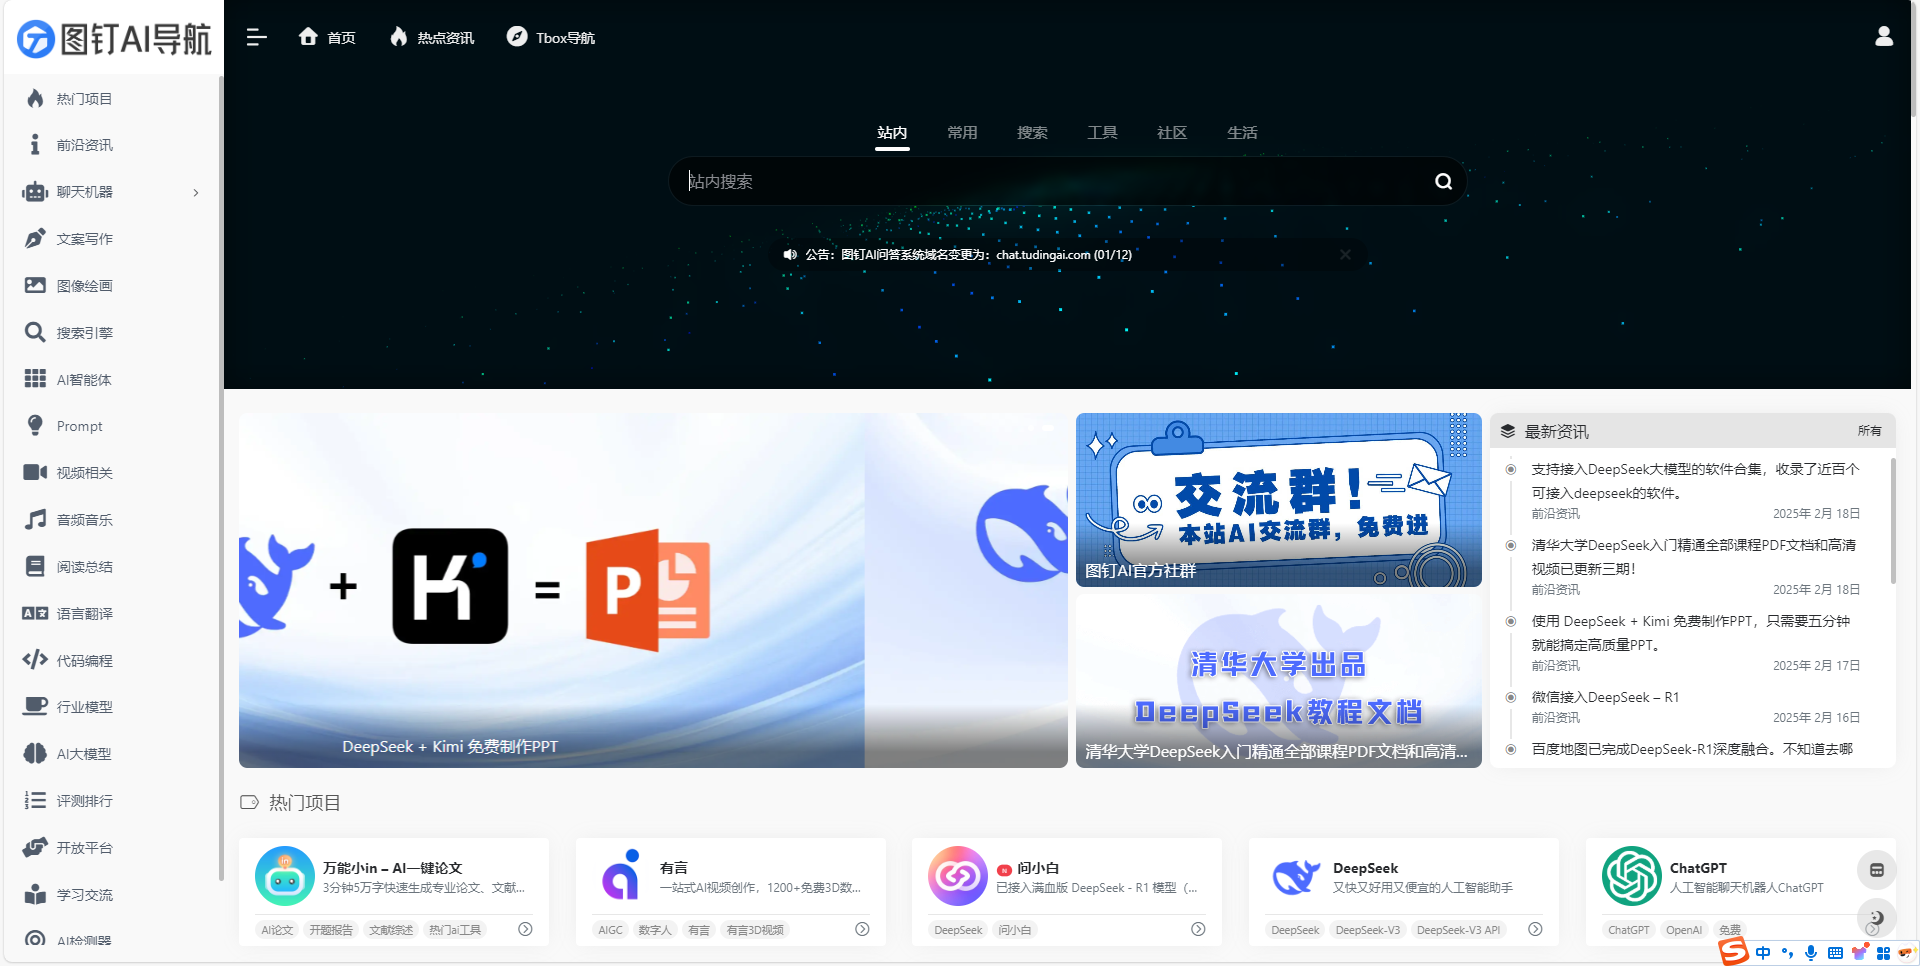 图钉AI导航
首页
热点资讯
Tbox导航
热门项目
前沿资讯
聊天机器
文案写作
图像绘画
搜索引擎
AI智能体
Prompt
视频相关
音频音乐
阅读总结
语言翻译
代码编程
行业模型
AI大模型
评测排行
开放平台
学习交流
AI检测器
站内
常用
搜索
工具
社区
生活
站内搜索
公告：图钉AI问答系统域名变更为：chat.tudingai.com (01/12)
+
=
P
DeepSeek + Kimi 免费制作PPT
交流群！
本站AI交流群，免费进
图钉AI官方社群
清华大学出品
DeepSeek教程文档
清华大学DeepSeek入门精通全部课程PDF文档和高清...
最新资讯
所有
支持接入DeepSeek大模型的软件合集，收录了近百个
可接入deepseek的软件。
前沿资讯
2025年 2月 18日
清华大学DeepSeek入门精通全部课程PDF文档和高清
视频已更新三期！
前沿资讯
2025年 2月 18日
使用 DeepSeek + Kimi 免费制作PPT，只需要五分钟
就能搞定高质量PPT。
前沿资讯
2025年 2月 17日
微信接入DeepSeek – R1
前沿资讯
2025年 2月 16日
百度地图已完成DeepSeek-R1深度融合。不知道去哪
热门项目
万能小in – AI一键论文
3分钟5万字快速生成专业论文、文献...
AI论文
开题报告
文献综述
热门ai工具
有言
一站式AI视频创作，1200+免费3D数...
AIGC
数字人
有言
有言3D视频
N
问小白
已接入满血版 DeepSeek - R1 模型（...
DeepSeek
问小白
DeepSeek
又快又好用又便宜的人工智能助手
DeepSeek
DeepSeek-V3
DeepSeek-V3 API
ChatGPT
人工智能聊天机器人ChatGPT
ChatGPT
OpenAI
免费
中